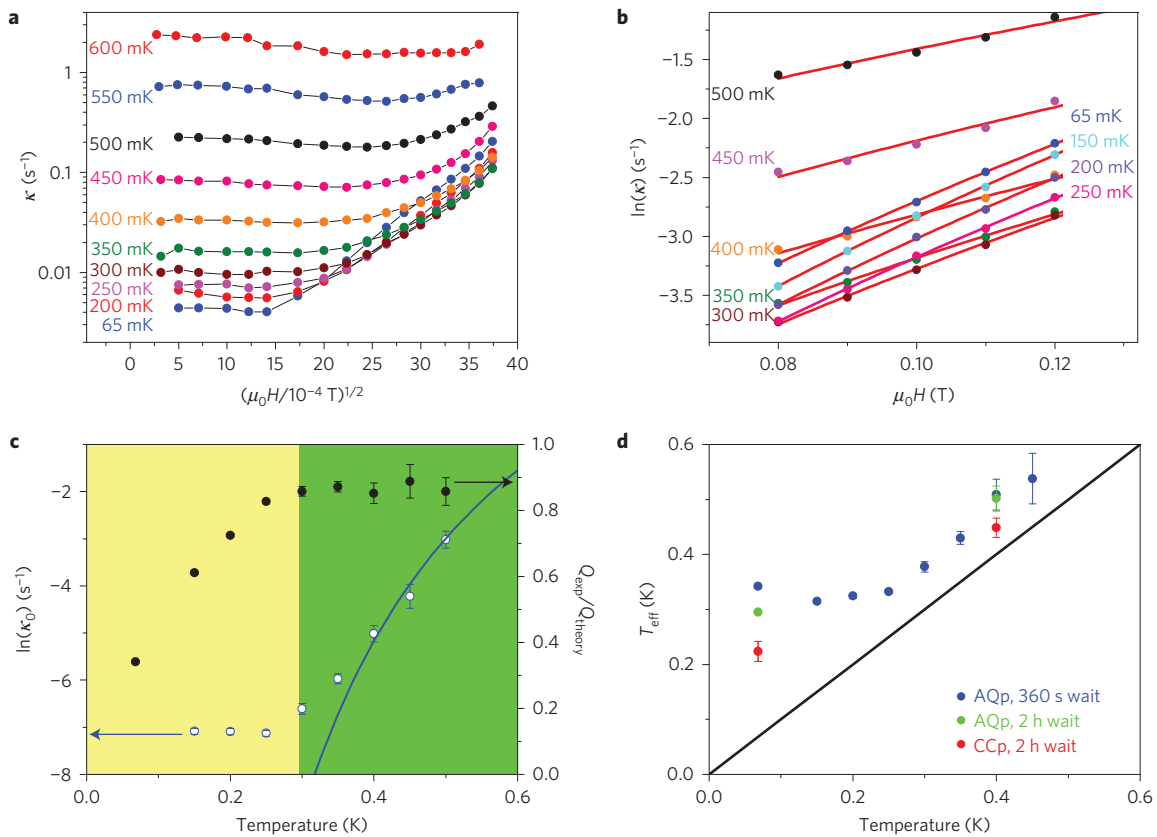 a
κ (s⁻¹)
1
0.1
0.01
600 mK
550 mK
500 mK
450 mK
400 mK
350 mK
300 mK
250 mK
200 mK
65 mK
0 5 10 15 20 25 30 35 40
(μ₀H/10⁻⁴ T)¹/²
b
ln(κ) (s⁻¹)
−1.5
−2.0
−2.5
−3.0
−3.5
500 mK
450 mK
400 mK
350 mK
300 mK
65 mK
150 mK
200 mK
250 mK
0.08 0.10 0.12
μ₀H (T)
c
ln(κ₀) (s⁻¹)
0
−2
−4
−6
−8
1.0
0.8
0.6
0.4
0.2
0.0
Q_exp/Q_theory
0.0 0.2 0.4 0.6
Temperature (K)
d
T_eff (K)
0.6
0.4
0.2
0.0
AQp, 360 s wait
AQp, 2 h wait
CCp, 2 h wait
0.0 0.2 0.4 0.6
Temperature (K)